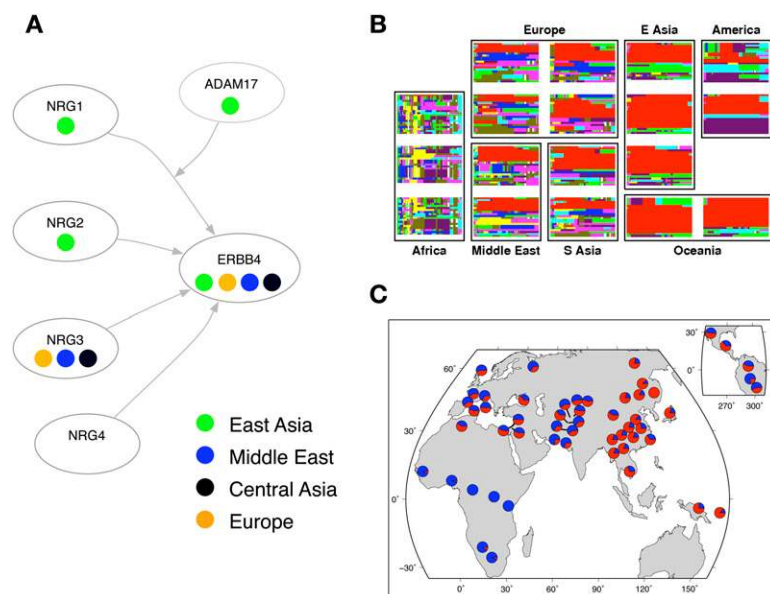 A
NRG1
ADAM17
NRG2
ERBB4
NRG3
NRG4
East Asia
Middle East
Central Asia
Europe
B
Europe
E Asia
America
Africa
Middle East
S Asia
Oceania
C
60°
30°
0°
−30°
0°
30°
60°
90°
120°
150°
30°
0°
270°
300°